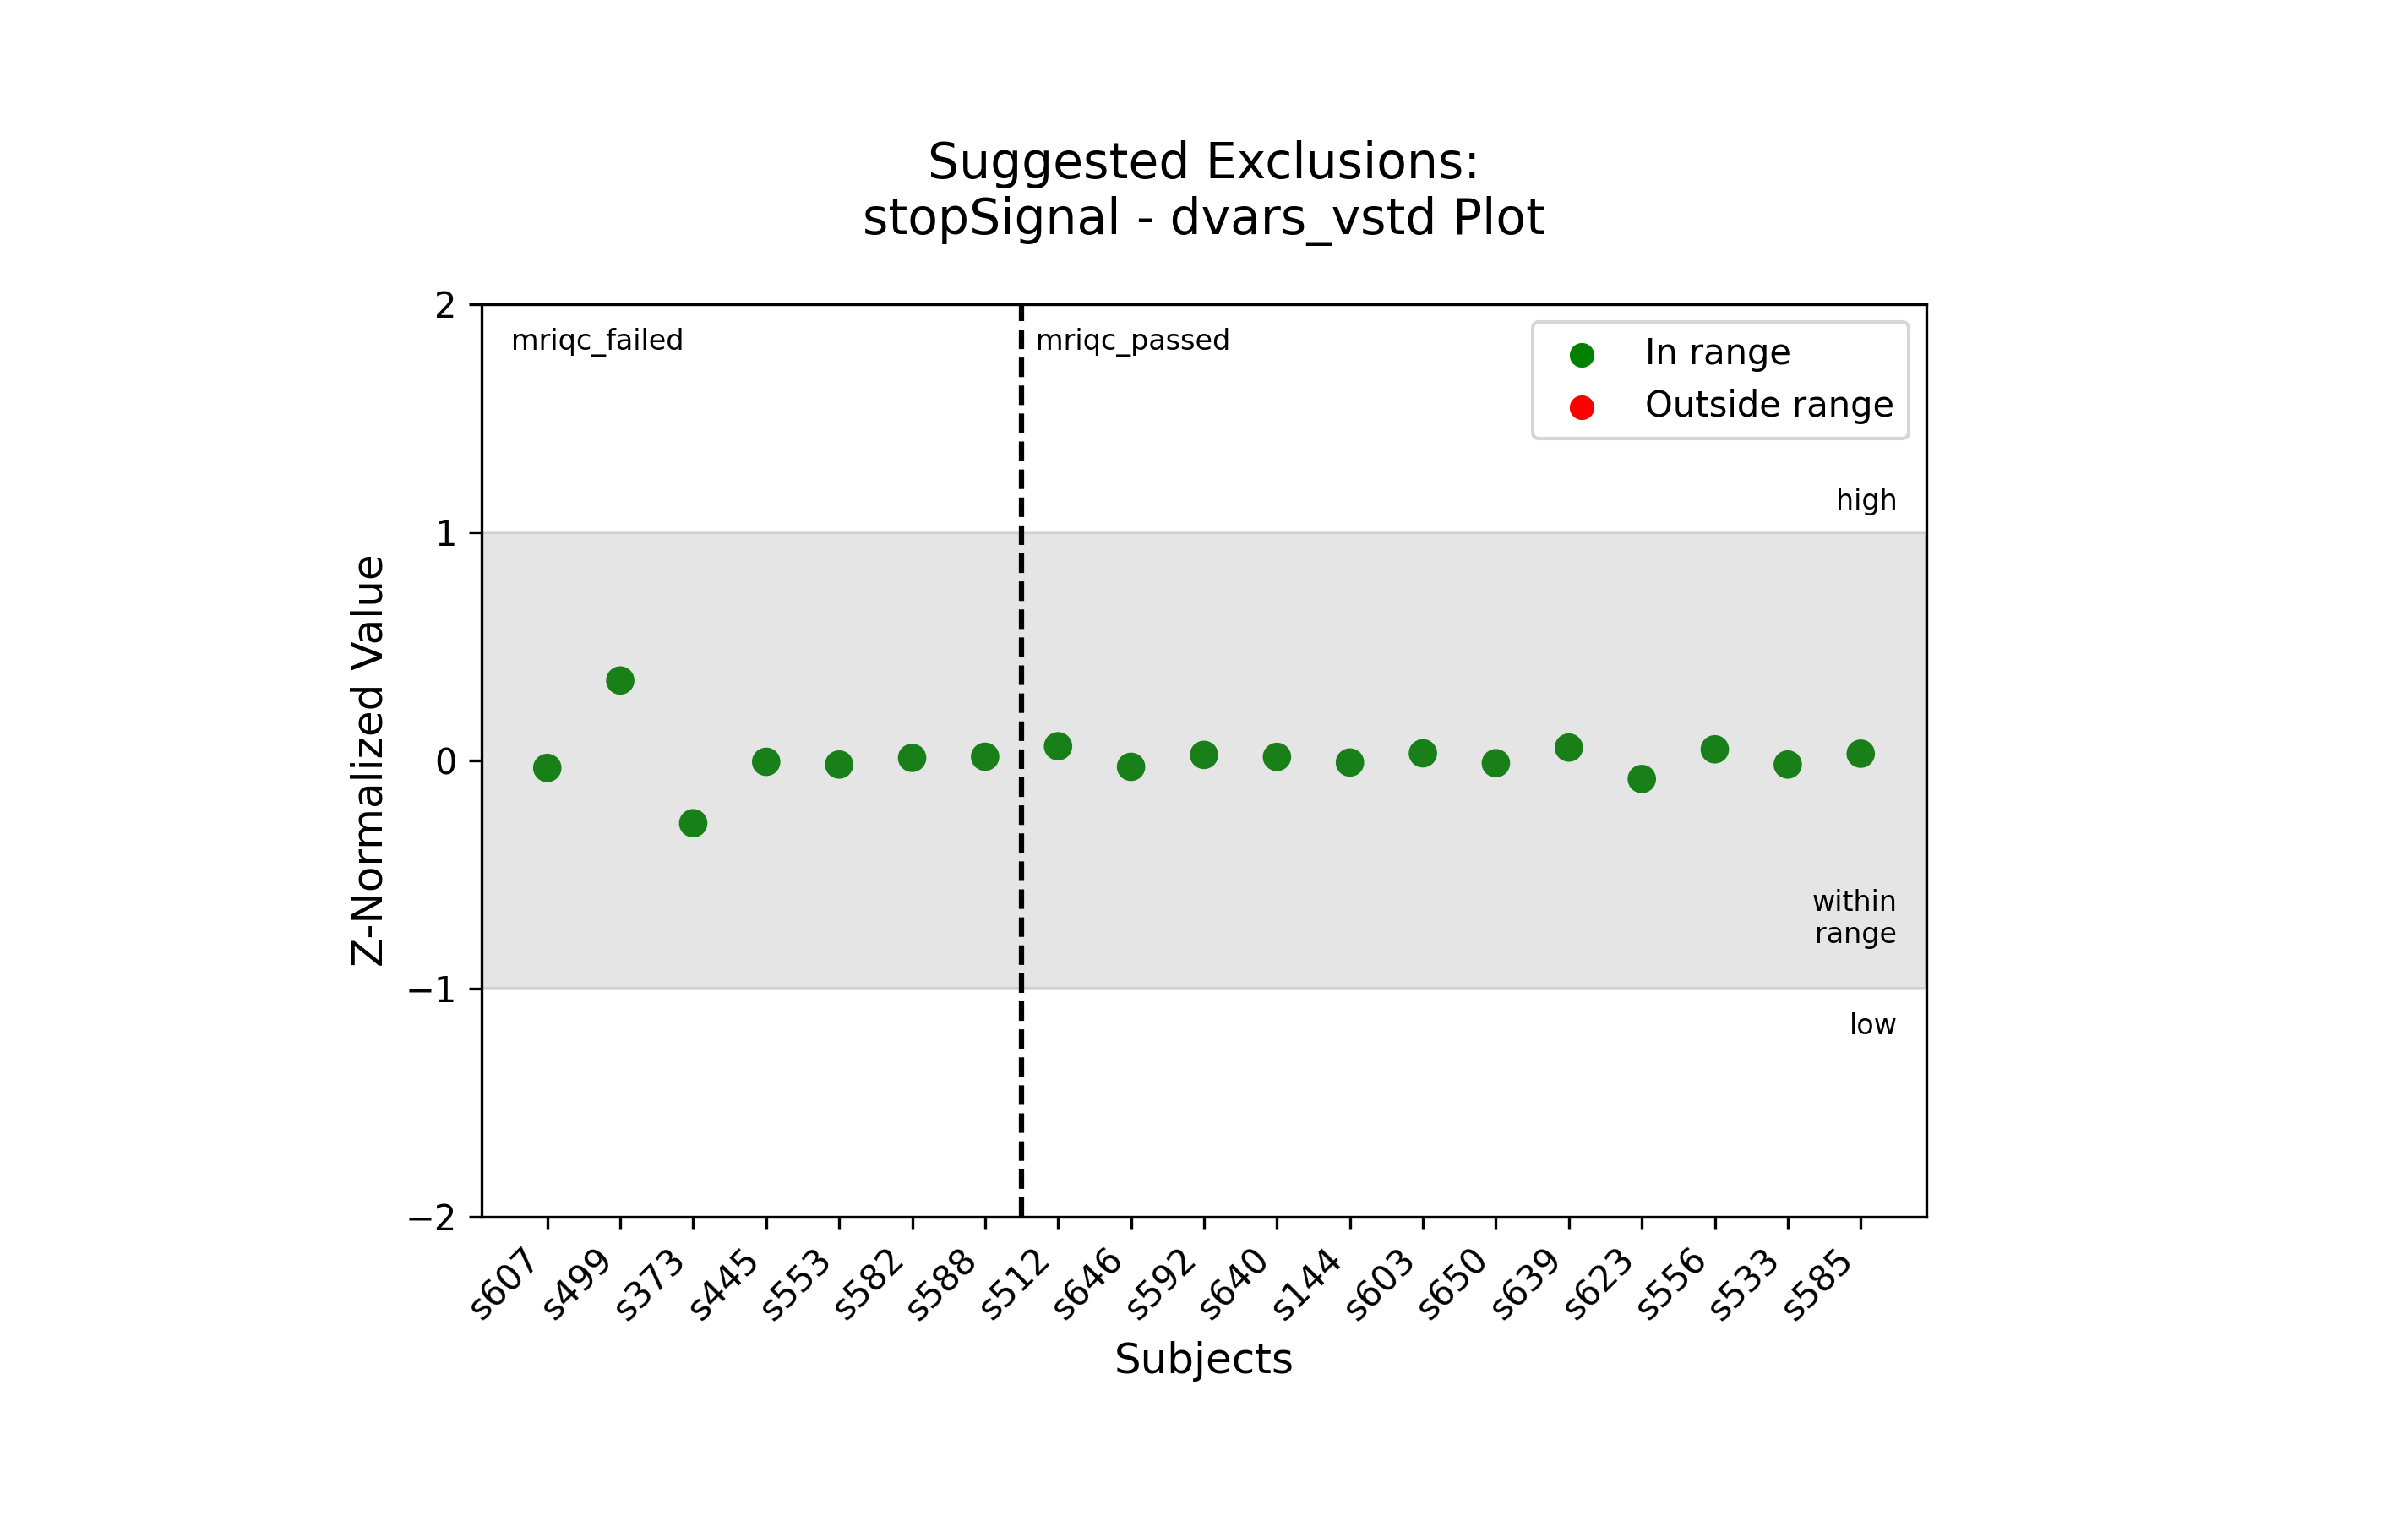 Suggested Exclusions:
stopSignal - dvars_vstd Plot
2
mriqc_failed
mriqc_passed
In range
Outside range
high
1
Z-Normalized Value
0
within
range
−1
low
−2
s607
s499
s373
s445
s553
s582
s588
s512
s646
s592
s640
s144
s603
s650
s639
s623
s556
s533
s585
Subjects